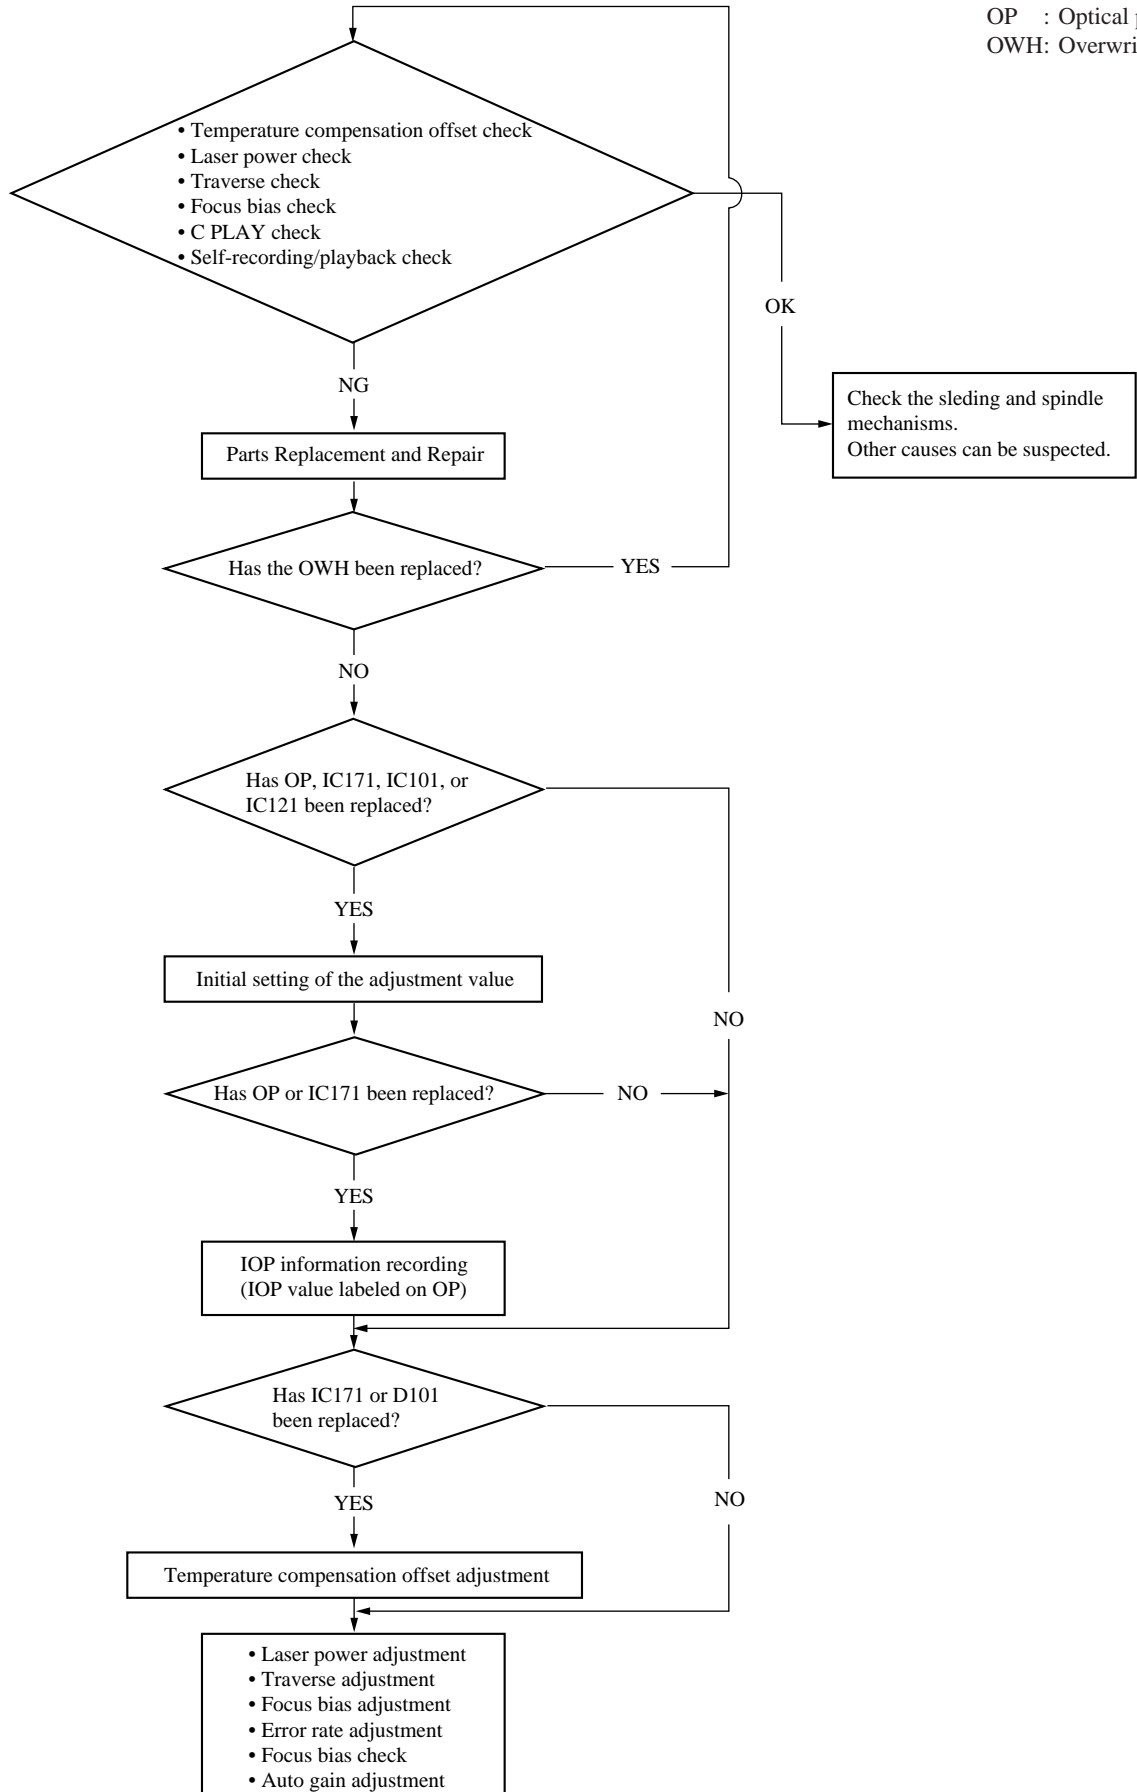 OP : Optical
OWH:
• Temperature compensation offset check
• Laser power check
• Traverse check
• Focus bias check
• C PLAY check
• Self-recording/playback check
OK
NG
Check the sleding and spindle
mechanisms.
Other causes can be suspected.
Parts Replacement and Repair
Has the OWH been replaced?
YES
NO
Has OP, IC171, IC101, or
IC121 been replaced?
YES
Initial setting of the adjustment value
NO
Has OP or IC171 been replaced?
NO
YES
IOP information recording
(IOP value labeled on OP)
Has IC171 or D101
been replaced?
YES
NO
Temperature compensation offset adjustment
• Laser power adjustment
• Traverse adjustment
• Focus bias adjustment
• Error rate adjustment
• Focus bias check
• Auto gain adjustment